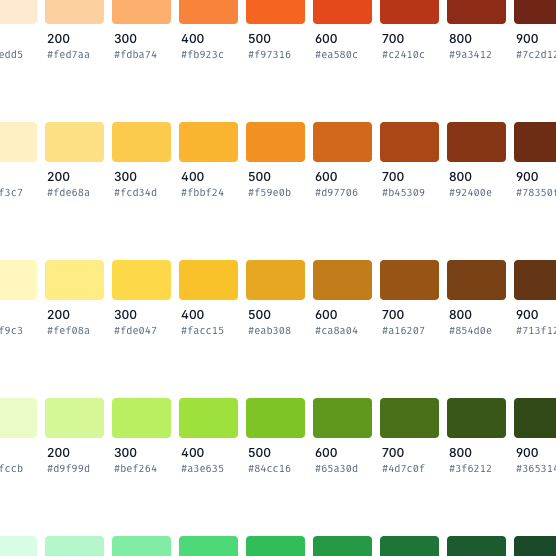 200 300 400 500 600 700 800 900
edd5 #fed7aa #fdba74 #fb923c #f97316 #ea580c #c2410c #9a3412 #7c2d12
200 300 400 500 600 700 800 900
f3c7 #fde68a #fcd34d #fbbf24 #f59e0b #d97706 #b45309 #92400e #78350f
200 300 400 500 600 700 800 900
f9c3 #fef08a #fde047 #facc15 #eab308 #ca8a04 #a16207 #854d0e #713f12
200 300 400 500 600 700 800 900
fccb #d9f99d #bef264 #a3e635 #84cc16 #65a30d #4d7c0f #3f6212 #365314